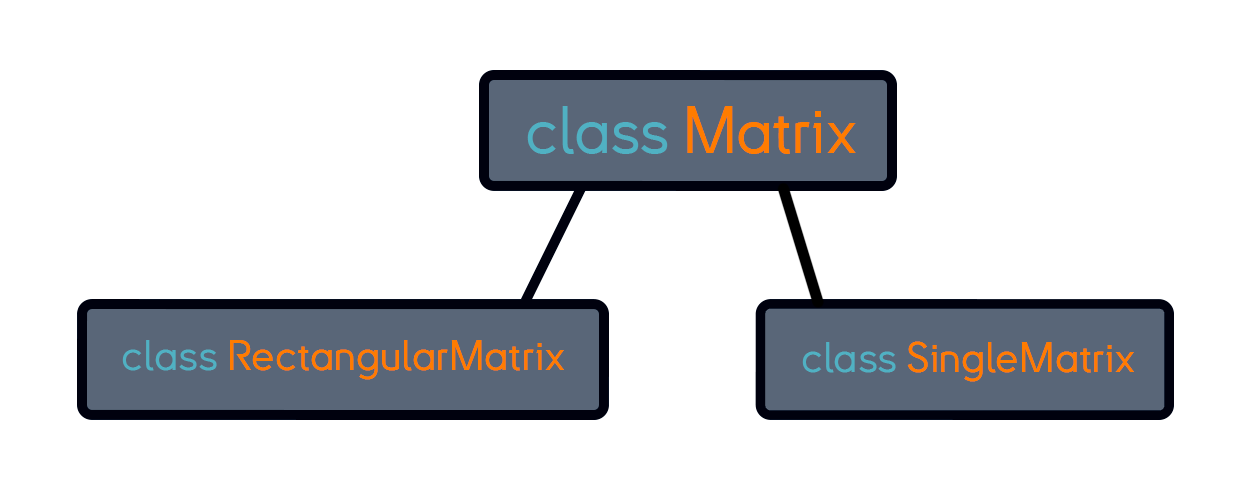 class Matrix
class RectangularMatrix
class SingleMatrix